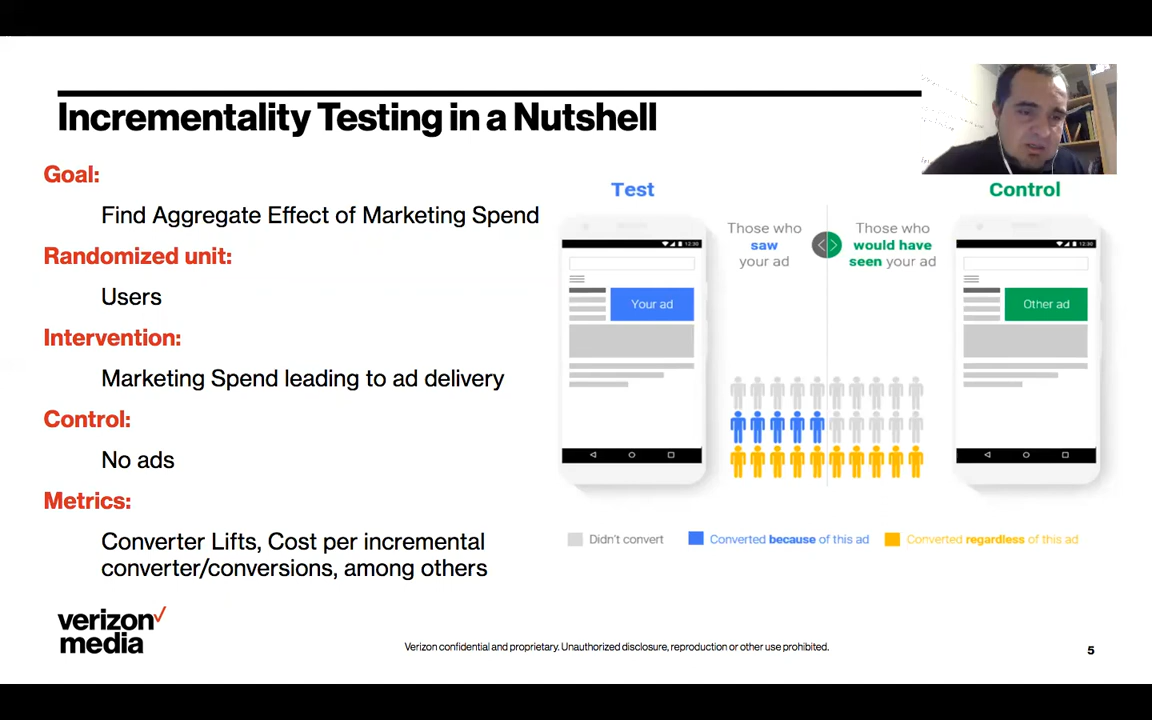 Incrementality Testing in a Nutshell
Goal:
Find Aggregate Effect of Marketing Spend
Randomized unit:
Users
Intervention:
Marketing Spend leading to ad delivery
Control:
No ads
Metrics:
Converter Lifts, Cost per incremental
converter/conversions, among others
Test
Control
Those who
saw
your ad
Those who
would have
seen your ad
12:30
Your ad
12:30
Other ad
Didn't convert
Converted because of this ad
Converted regardless of this ad
verizon✓
media
Verizon confidential and proprietary. Unauthorized disclosure, reproduction or other use prohibited.
5